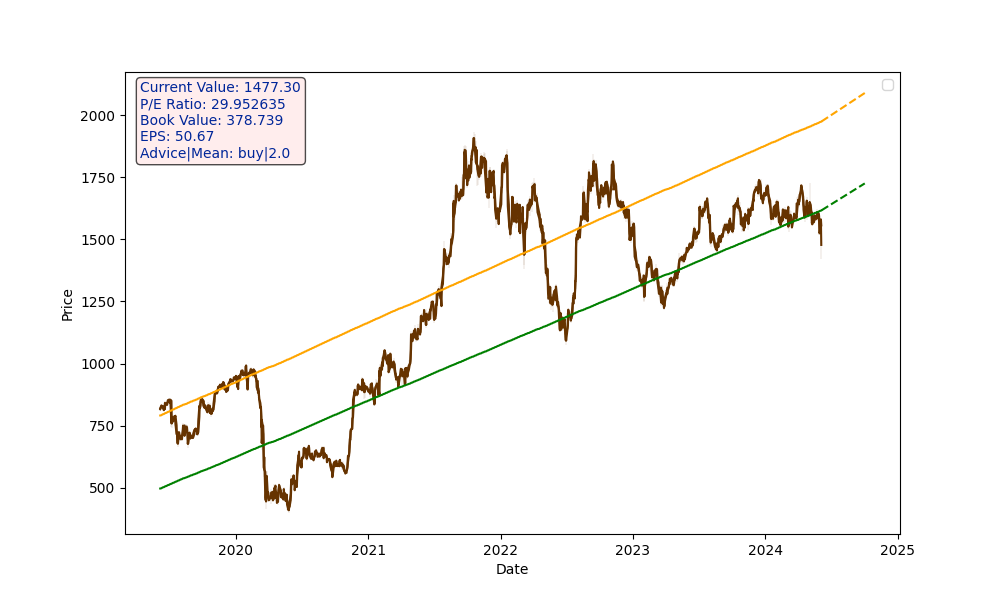 Current Value: 1477.30
P/E Ratio: 29.952635
Book Value: 378.739
EPS: 50.67
Advice|Mean: buy|2.0
2000
1750
1500
1250
1000
750
500
Price
2020
2021
2022
2023
2024
2025
Date